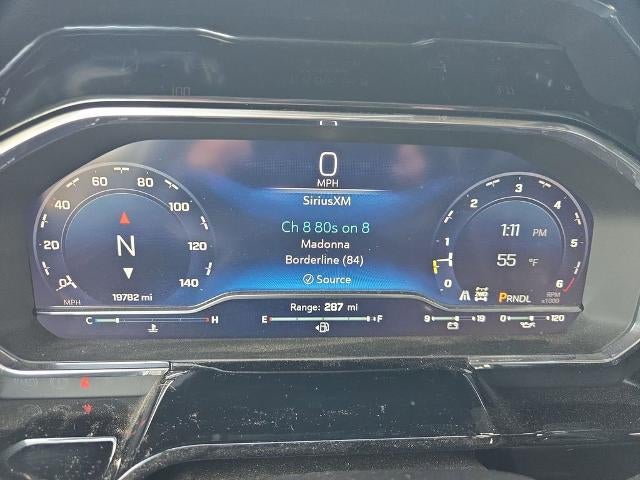 0
MPH
SiriusXM
Ch 8 80s on 8
Madonna
Borderline (84)
Source
0 20 40 60 80 100 120 140
N
19782 mi
MPH
0 1 2 3 4 5 6
1:11 PM
55 °F
2WD
PRNDL
RPM
x1000
C H
Range: 287 mi
E F
9 19
0 120